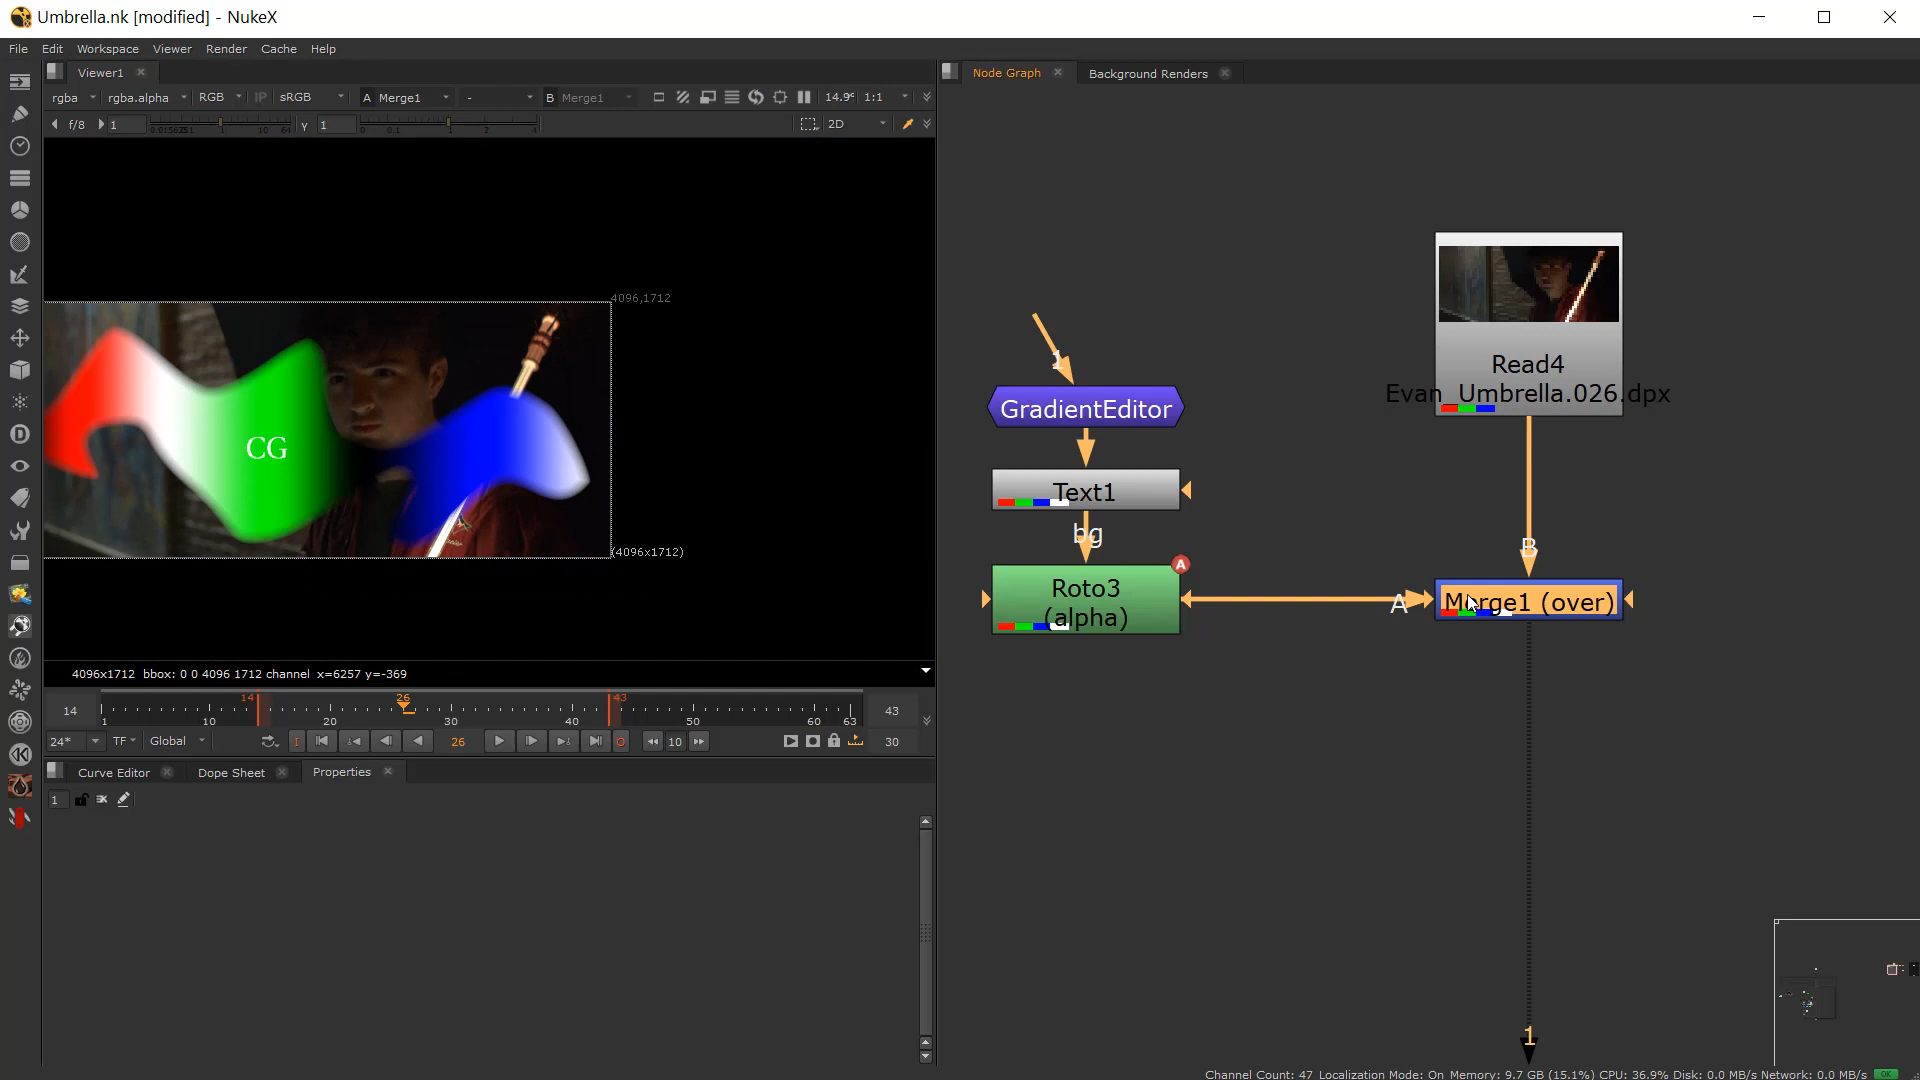 Umbrella.nk [modified] - NukeX
File Edit Workspace Viewer Render Cache Help
Viewer1
rgba rgba.alpha RGB IP sRGB A Merge1 - B Merge1 1:1
f/8 1 γ 1 2D
4096,1712
CG
(4096x1712)
4096x1712 bbox: 0 0 4096 1712 channel x=6257 y=-369
14 14 26 43 43
1 10 20 30 40 50 60 63
24* TF Global 26 10 30
Curve Editor Dope Sheet Properties
1
Node Graph Background Renders
1
GradientEditor
Text1
bg
A
Roto3
(alpha)
Read4
Evan_Umbrella.026.dpx
B
A
Merge1 (over)
1
Channel Count: 47 Localization Mode: On Memory: 9.7 GB (15.1%) CPU: 36.9% Disk: 0.0 MB/s Network: 0.0 MB/s OK